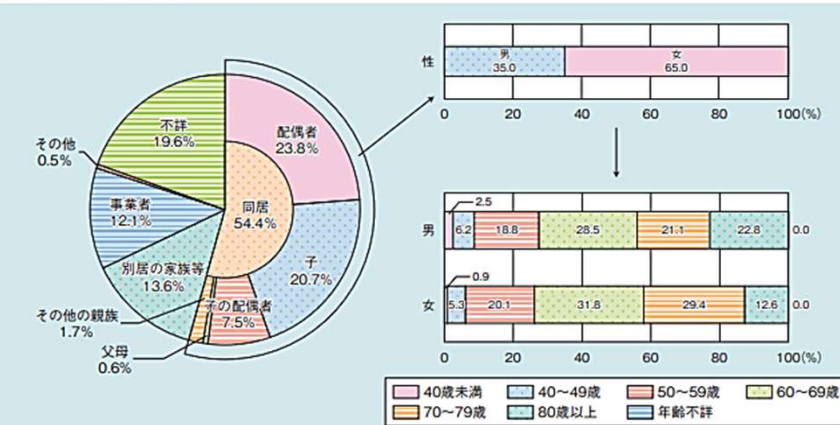 不詳
19.6%
その他
0.5%
事業者
12.1%
別居の家族等
13.6%
その他の親族
1.7%
父母
0.6%
子の配偶者
7.5%
子
20.7%
配偶者
23.8%
同居
54.4%
性
男
35.0
女
65.0
0 20 40 60 80 100(%)
男
2.5
6.2 18.8 28.5 21.1 22.8 0.0
女
0.9
5.3 20.1 31.8 29.4 12.6 0.0
0 20 40 60 80 100(%)
40歳未満 40～49歳 50～59歳 60～69歳
70～79歳 80歳以上 年齢不詳